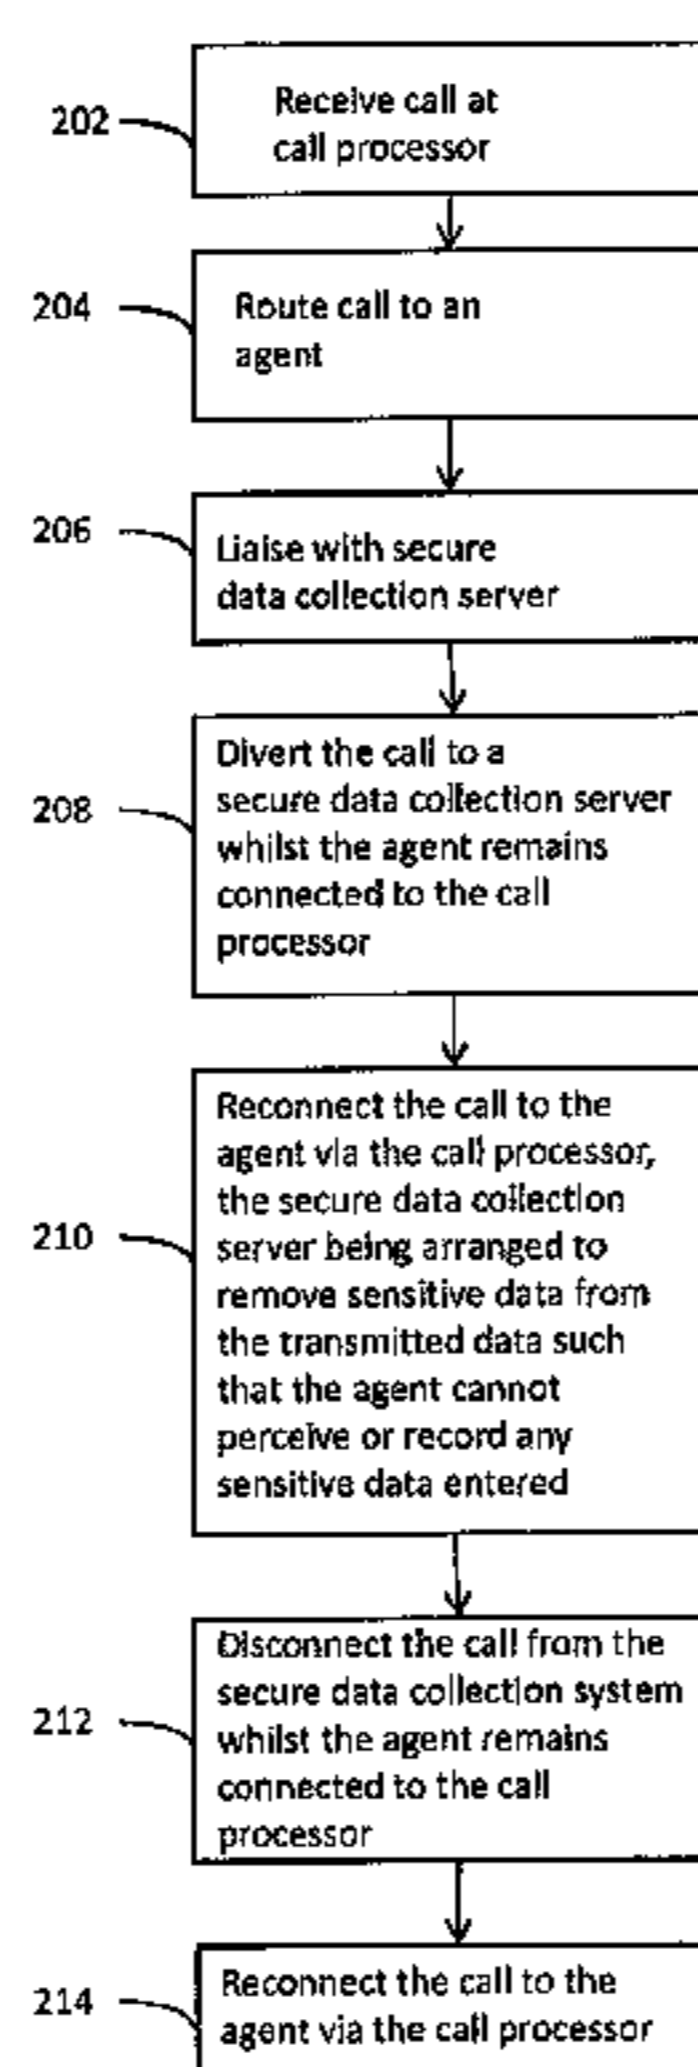 202
Receive call at
call processor
204
Route call to an
agent
206
Liaise with secure
data collection server
208
Divert the call to a
secure data collection server
whilst the agent remains
connected to the call
processor
210
Reconnect the call to the
agent via the call processor,
the secure data collection
server being arranged to
remove sensitive data from
the transmitted data such
that the agent cannot
perceive or record any
sensitive data entered
212
Disconnect the call from the
secure data collection system
whilst the agent remains
connected to the call
processor
214
Reconnect the call to the
agent via the call processor